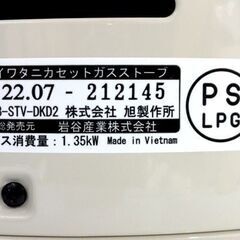 イワタニカセットガスストーブ
22.07 - 212145
-STV-DKD2 株式会社 旭製作所
発売元 岩谷産業株式会社
ス消費量：1.35kW Made in Vietnam
PS
LPG